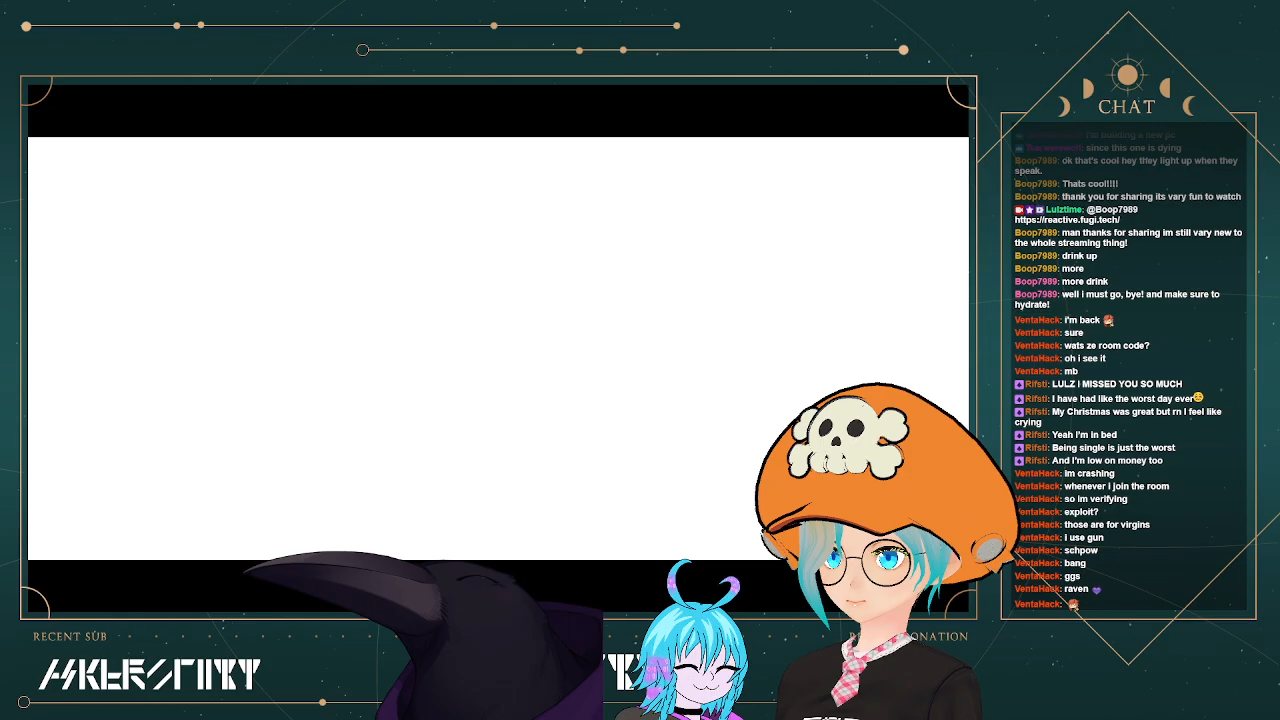 CHAT
I'm building a new pc
since this one is dying
Boop7989: ok that's cool hey they light up when they
speak.
Boop7989: Thats cool!!!!
Boop7989: thank you for sharing its vary fun to watch
Lulztime: @Boop7989
https://reactive.fugi.tech/
Boop7989: man thanks for sharing im still vary new to
the whole streaming thing!
Boop7989: drink up
Boop7989: more
Boop7989: more drink
Boop7989: well i must go, bye! and make sure to
hydrate!
VentaHack: i'm back
VentaHack: sure
VentaHack: wats ze room code?
VentaHack: oh i see it
VentaHack: mb
Rifsti: LULZ I MISSED YOU SO MUCH
Rifsti: I have had like the worst day ever
Rifsti: My Christmas was great but rn I feel like
crying
Rifsti: Yeah I'm in bed
Rifsti: Being single is just the worst
Rifsti: And I'm low on money too
VentaHack: im crashing
VentaHack: whenever i join the room
VentaHack: so im verifying
VentaHack: exploit?
entaHack: those are for virgins
entaHack: i use gun
VentaHack: schpow
VentaHack: bang
VentaHack: ggs
VentaHack: raven
VentaHack:
RECENT SUB
DONATION